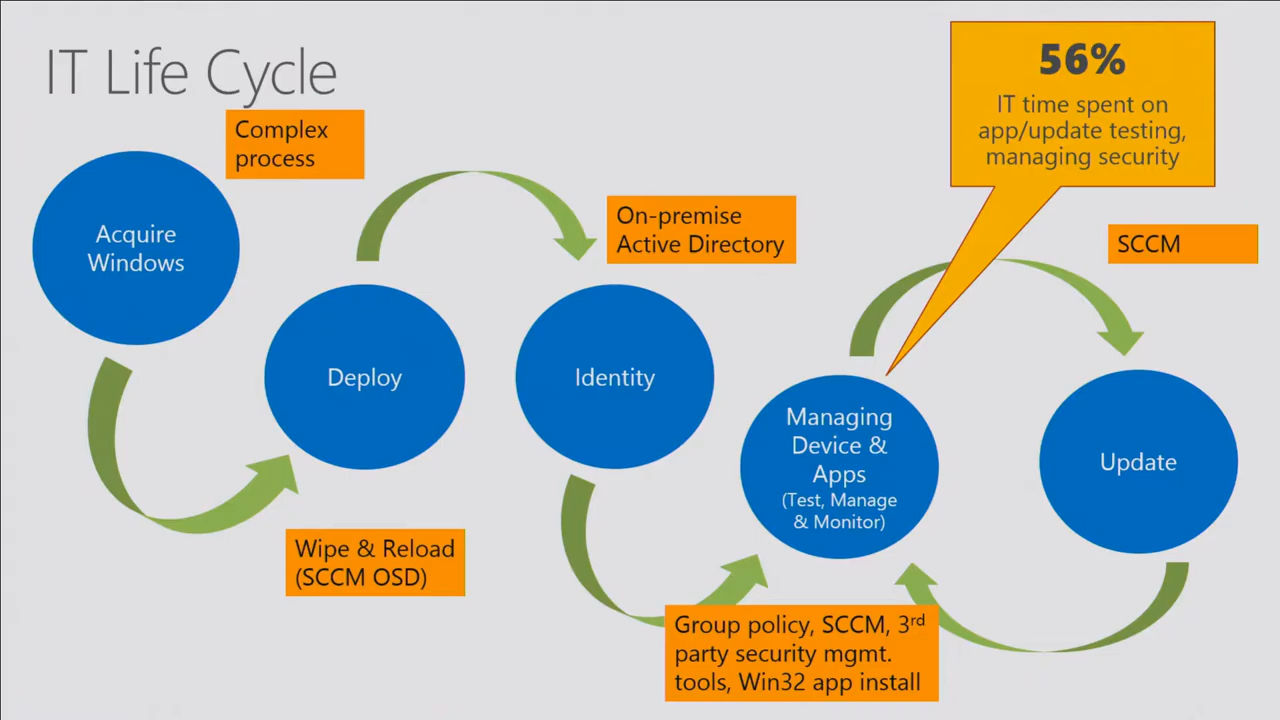 IT Life Cycle
56%
IT time spent on
app/update testing,
managing security
Complex
process
Acquire
Windows
On-premise
Active Directory
SCCM
Deploy
Identity
Managing
Device &
Apps
(Test, Manage
& Monitor)
Update
Wipe & Reload
(SCCM OSD)
Group policy, SCCM, 3rd
party security mgmt.
tools, Win32 app install